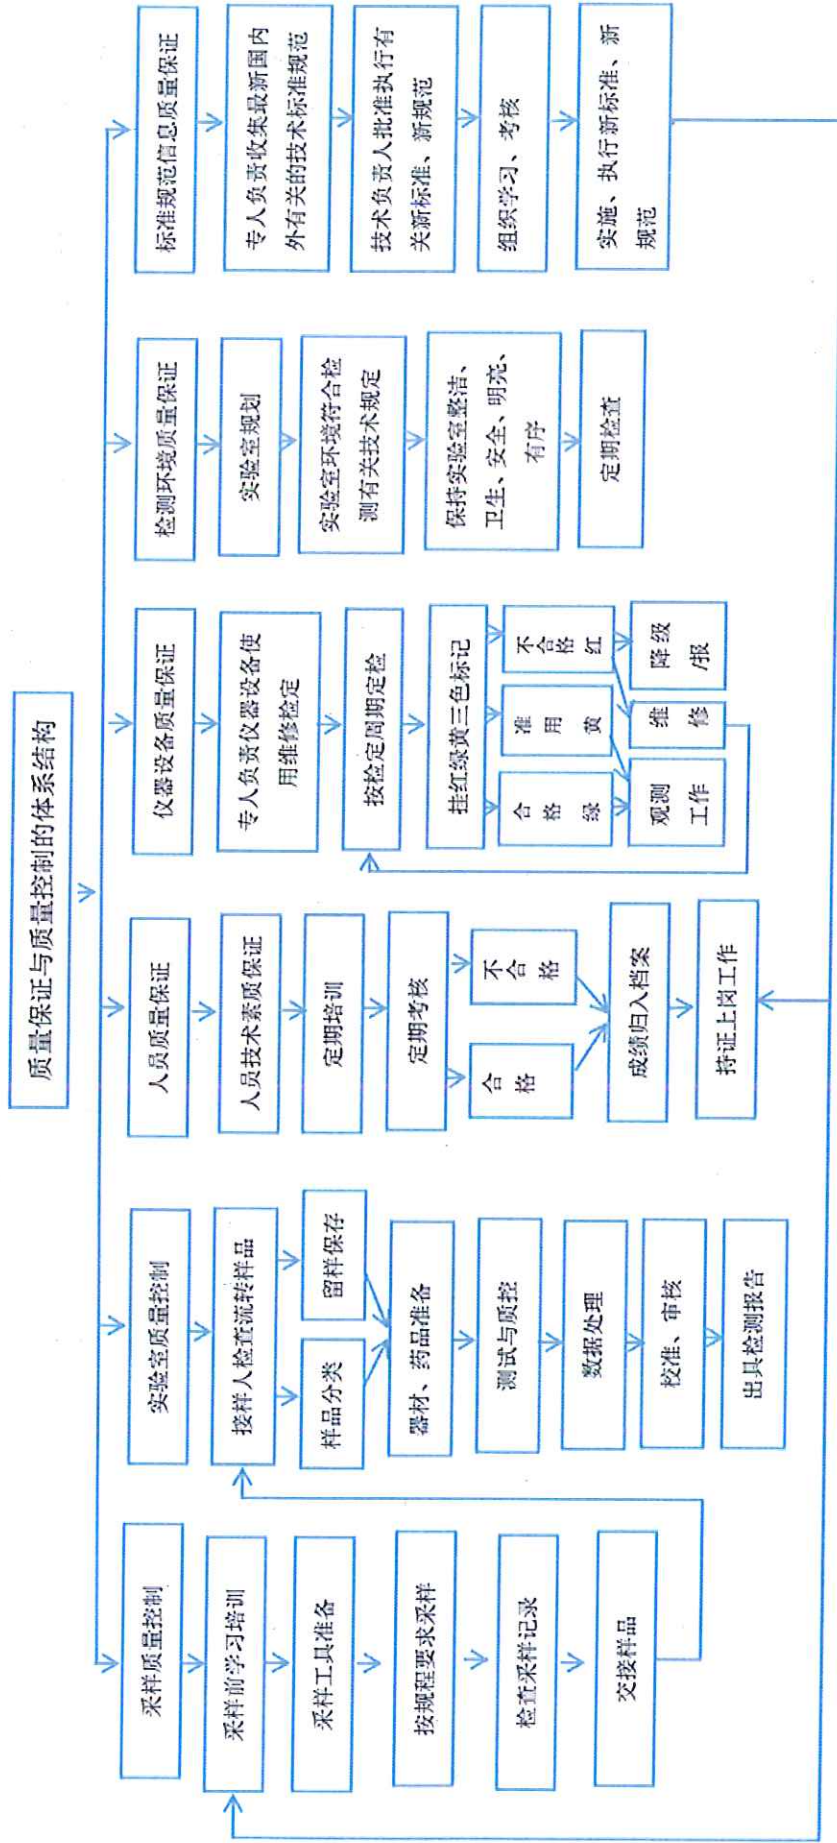 质量保证与质量控制的体系结构
采样质量控制
采样前学习培训
采样工具准备
按规程要求采样
检查采样记录
交接样品
实验室质量控制
接样人检查流转样品
样品分类
留样保存
器材、药品准备
测试与质控
数据处理
校准、审核
出具检测报告
人员质量保证
人员技术素质保证
定期培训
定期考核
合
格
不
合
格
成绩归入档案
持证上岗工作
仪器设备质量保证
专人负责仪器设备使
用维修检定
按检定周期定检
挂红绿黄三色标记
合
格
绿
准
用
黄
不
合
格
红
观测
工作
维
修
降级
/报
检测环境质量保证
实验室规划
实验室环境符合检
测有关技术规定
保持实验室整洁、
卫生、安全、明亮、
有序
定期检查
标准规范信息质量保证
专人负责收集最新国内
外有关的技术标准规范
技术负责人批准执行有
关新标准、新规范
组织学习、考核
实施、执行新标准、新
规范